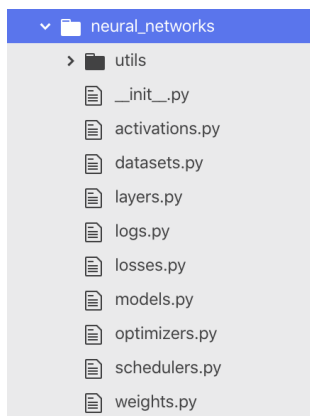 neural_networks
utils
__init__.py
activations.py
datasets.py
layers.py
logs.py
losses.py
models.py
optimizers.py
schedulers.py
weights.py